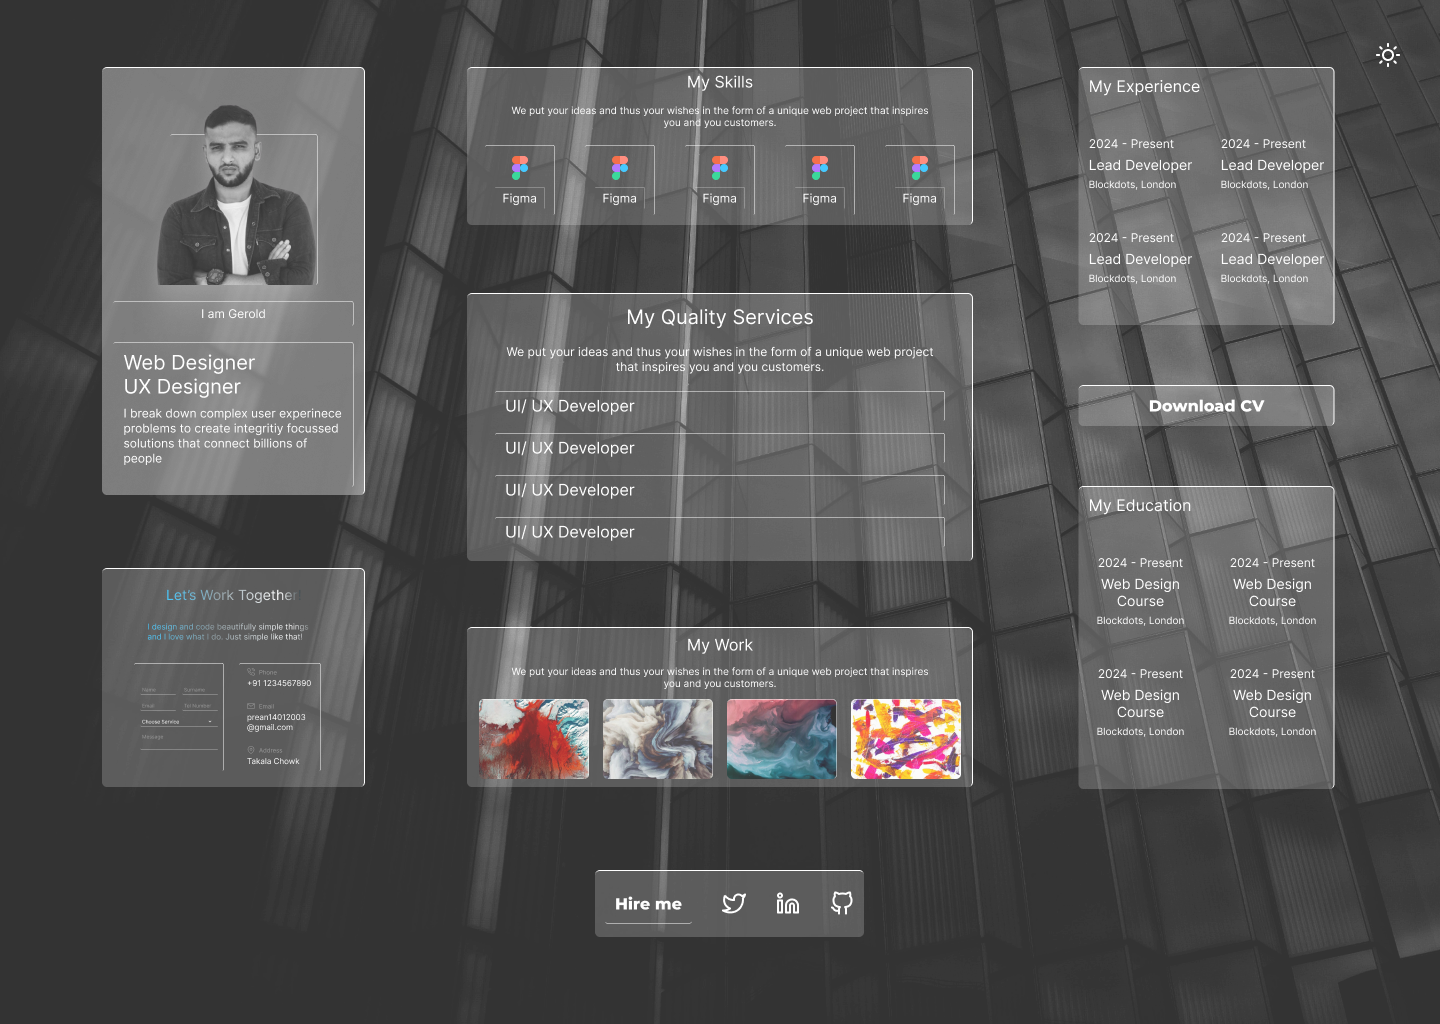 I am Gerold
Web Designer
UX Designer
I break down complex user experinece
problems to create integritiy focussed
solutions that connect billions of
people
Let's Work Together
I design and code beautifully simple things
and I love what I do. Just simple like that!
Name
Surname
Email
Tel Number
Choose Service
Message
Phone
+91 1234567890
Email
prean14012003
@gmail.com
Address
Takala Chowk
My Skills
We put your ideas and thus your wishes in the form of a unique web project that inspires
you and you customers.
Figma
Figma
Figma
Figma
Figma
My Quality Services
We put your ideas and thus your wishes in the form of a unique web project
that inspires you and you customers.
UI/ UX Developer
UI/ UX Developer
UI/ UX Developer
UI/ UX Developer
My Work
We put your ideas and thus your wishes in the form of a unique web project that inspires
you and you customers.
Hire me
My Experience
2024 - Present
Lead Developer
Blockdots, London
2024 - Present
Lead Developer
Blockdots, London
2024 - Present
Lead Developer
Blockdots, London
2024 - Present
Lead Developer
Blockdots, London
Download CV
My Education
2024 - Present
Web Design
Course
Blockdots, London
2024 - Present
Web Design
Course
Blockdots, London
2024 - Present
Web Design
Course
Blockdots, London
2024 - Present
Web Design
Course
Blockdots, London